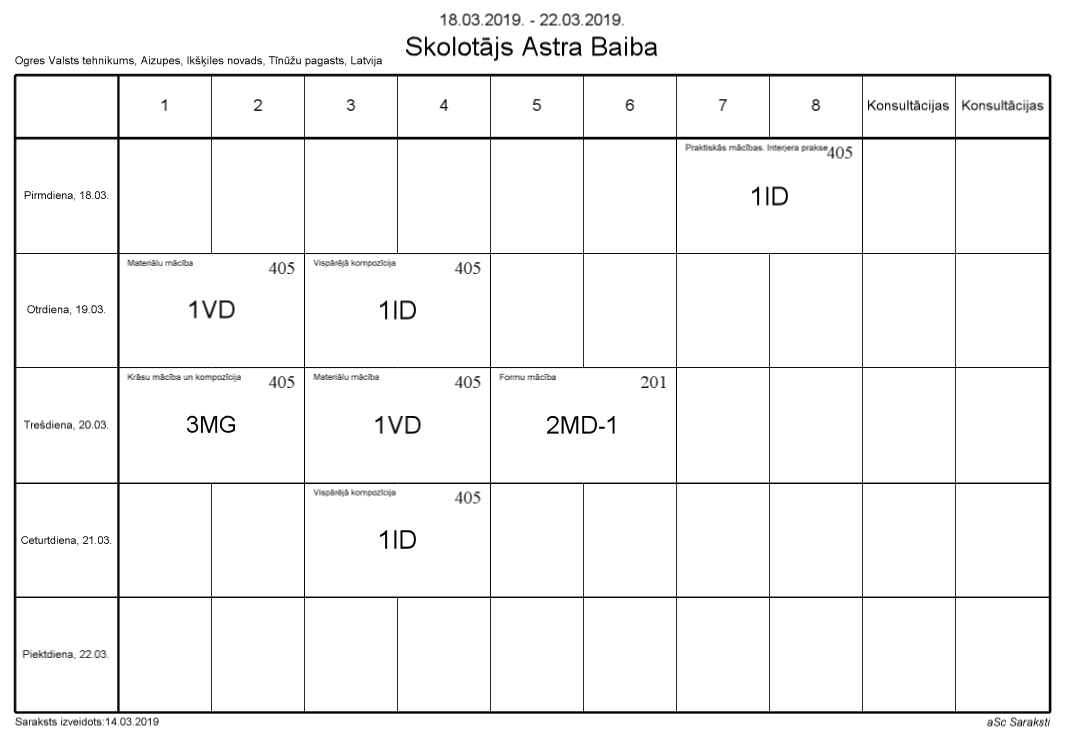 18.03.2019. - 22.03.2019.
Skolotājs Astra Baiba
Ogres Valsts tehnikums, Aizupes, Ikšķiles novads, Tīnūžu pagasts, Latvija
1 2 3 4 5 6 7 8 Konsultācijas Konsultācijas
Pirmdiena, 18.03.
Praktiskās mācības. Interjera prakse 405
1ID
Otrdiena, 19.03.
Materiālu mācība 405
1VD
Vispārējā kompozīcija 405
1ID
Trešdiena, 20.03.
Krāsu mācība un kompozīcija 405
3MG
Materiālu mācība 405
1VD
Formu mācība 201
2MD-1
Ceturtdiena, 21.03.
Vispārējā kompozīcija 405
1ID
Piektdiena, 22.03.
Saraksts izveidots:14.03.2019
aSc Saraksti